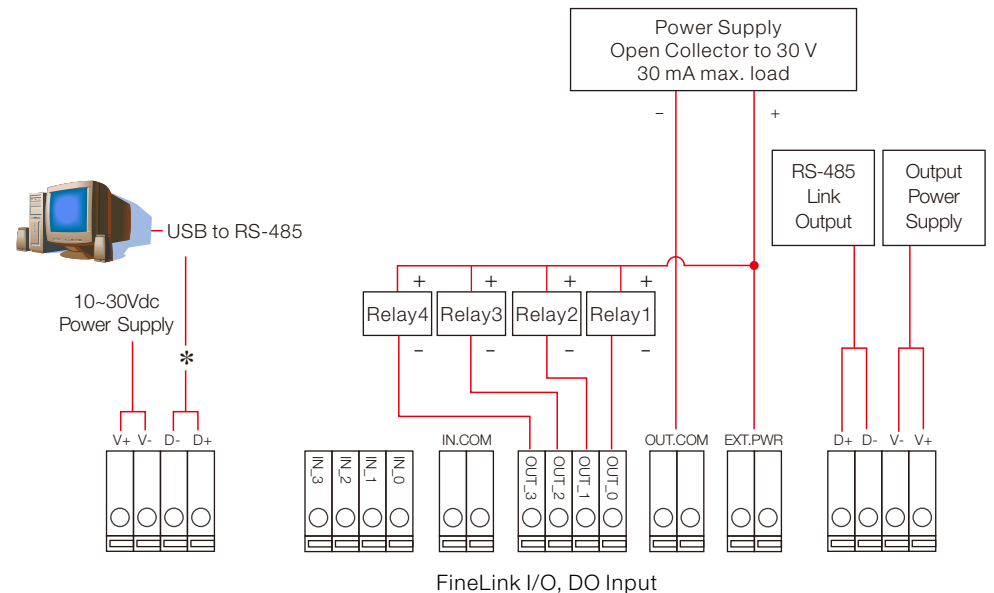 Power Supply
Open Collector to 30 V
30 mA max. load
− +
RS-485
Link
Output
Output
Power
Supply
USB to RS-485
10~30Vdc
Power Supply
*
+ + + +
Relay4 Relay3 Relay2 Relay1
− − − −
V+ V- D- D+
IN.COM
OUT.COM
EXT.PWR
D+ D- V- V+
IN_3
IN_2
IN_1
IN_0
OUT_3
OUT_2
OUT_1
OUT_0
FineLink I/O, DO Input